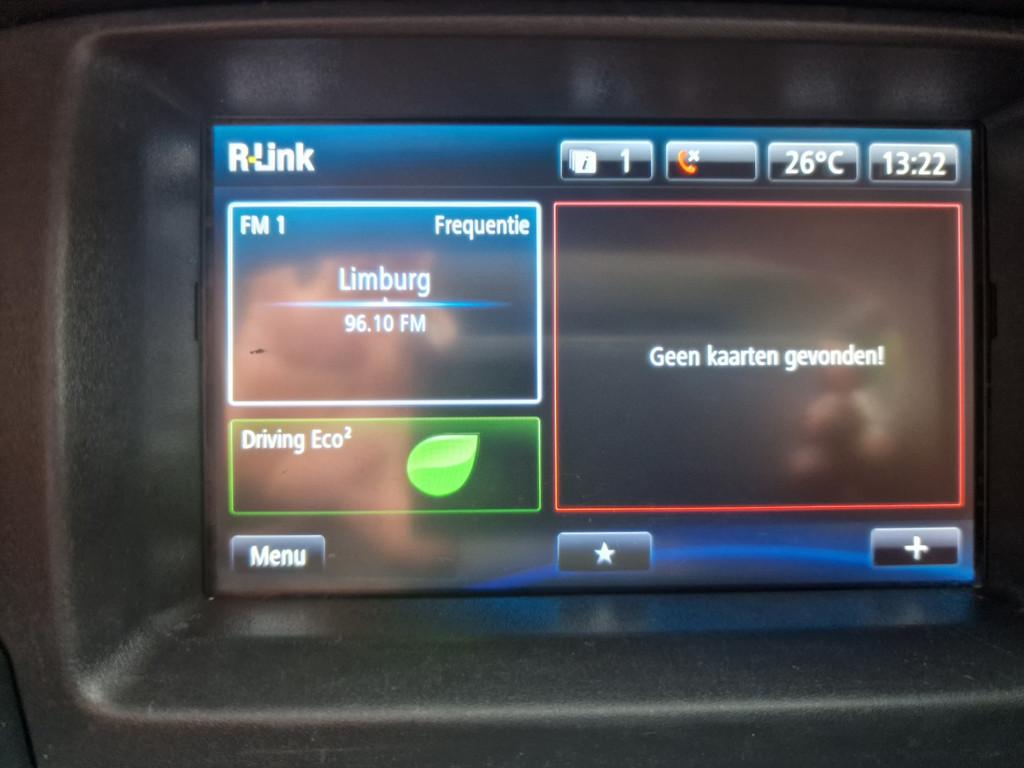 R-Link
1
26°C
13:22
FM 1
Frequentie
Limburg
96.10 FM
Geen kaarten gevonden!
Driving Eco²
Menu